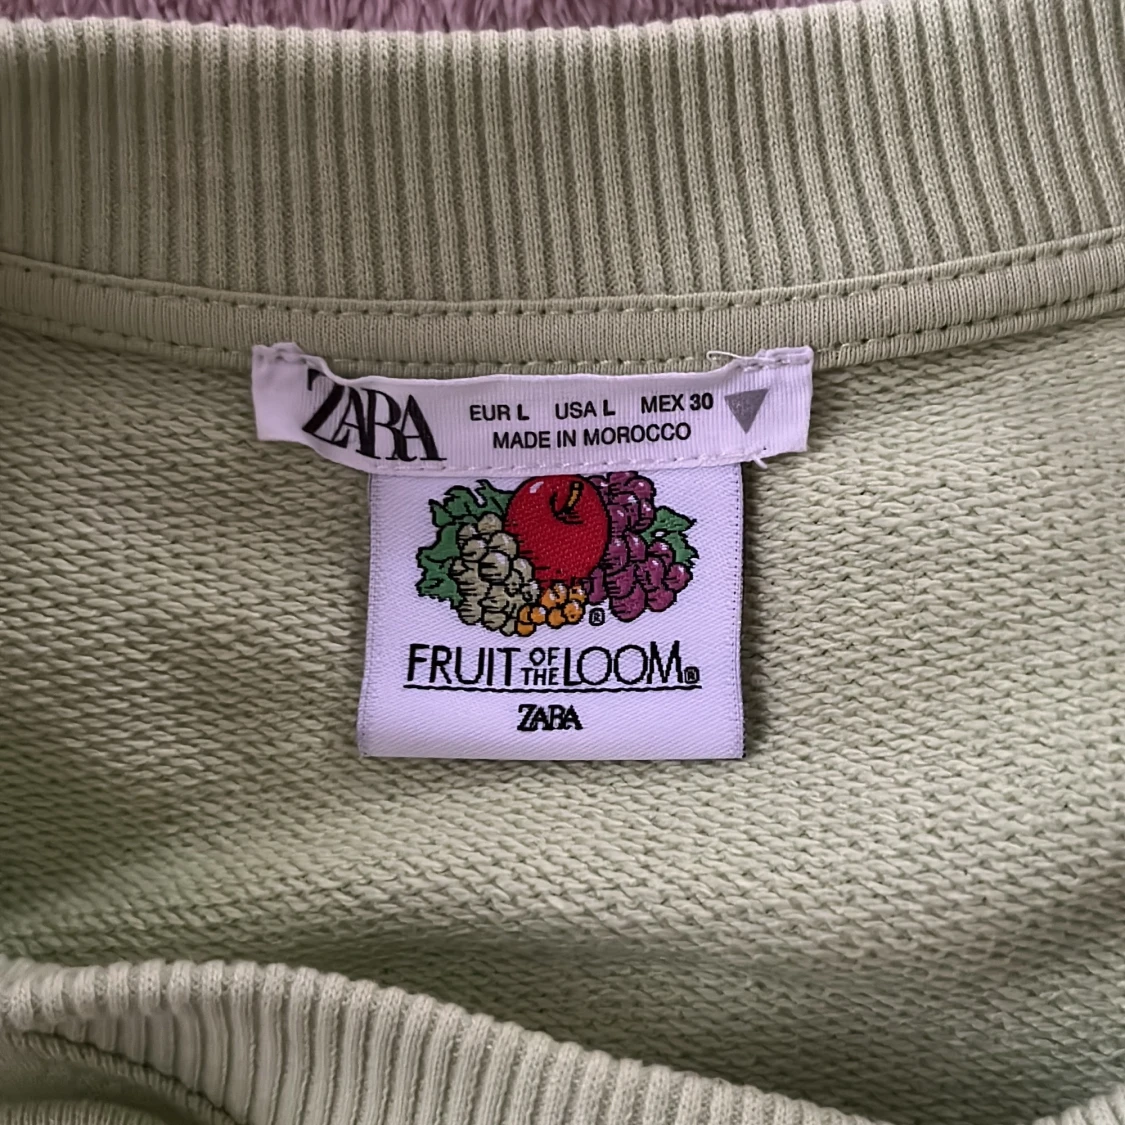 ZARA
EUR L USA L MEX 30
MADE IN MOROCCO
®
FRUIT OF THE LOOM®
ZARA